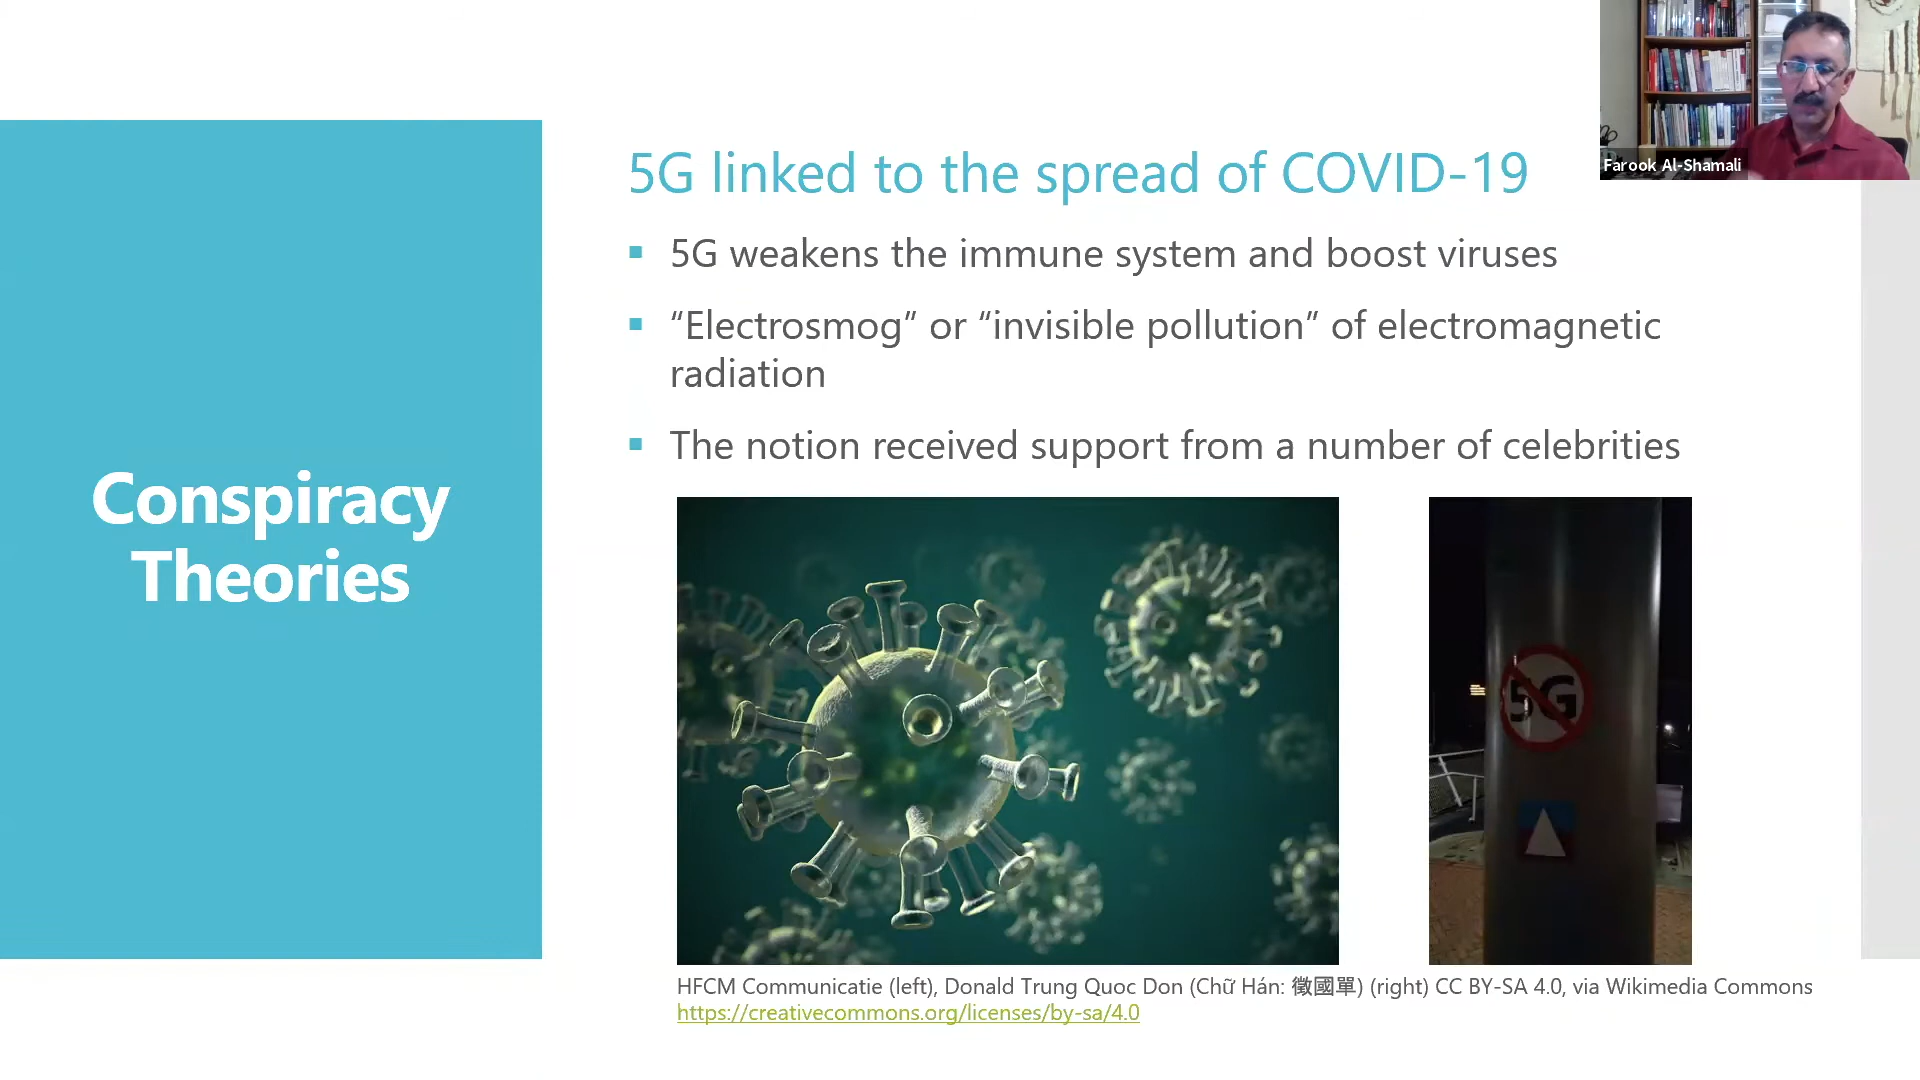 Farook Al-Shamali
Conspiracy
Theories
5G linked to the spread of COVID-19
5G weakens the immune system and boost viruses
“Electrosmog” or “invisible pollution” of electromagnetic
radiation
The notion received support from a number of celebrities
5G
HFCM Communicatie (left), Donald Trung Quoc Don (Chữ Hán: 徵國單) (right) CC BY-SA 4.0, via Wikimedia Commons
https://creativecommons.org/licenses/by-sa/4.0